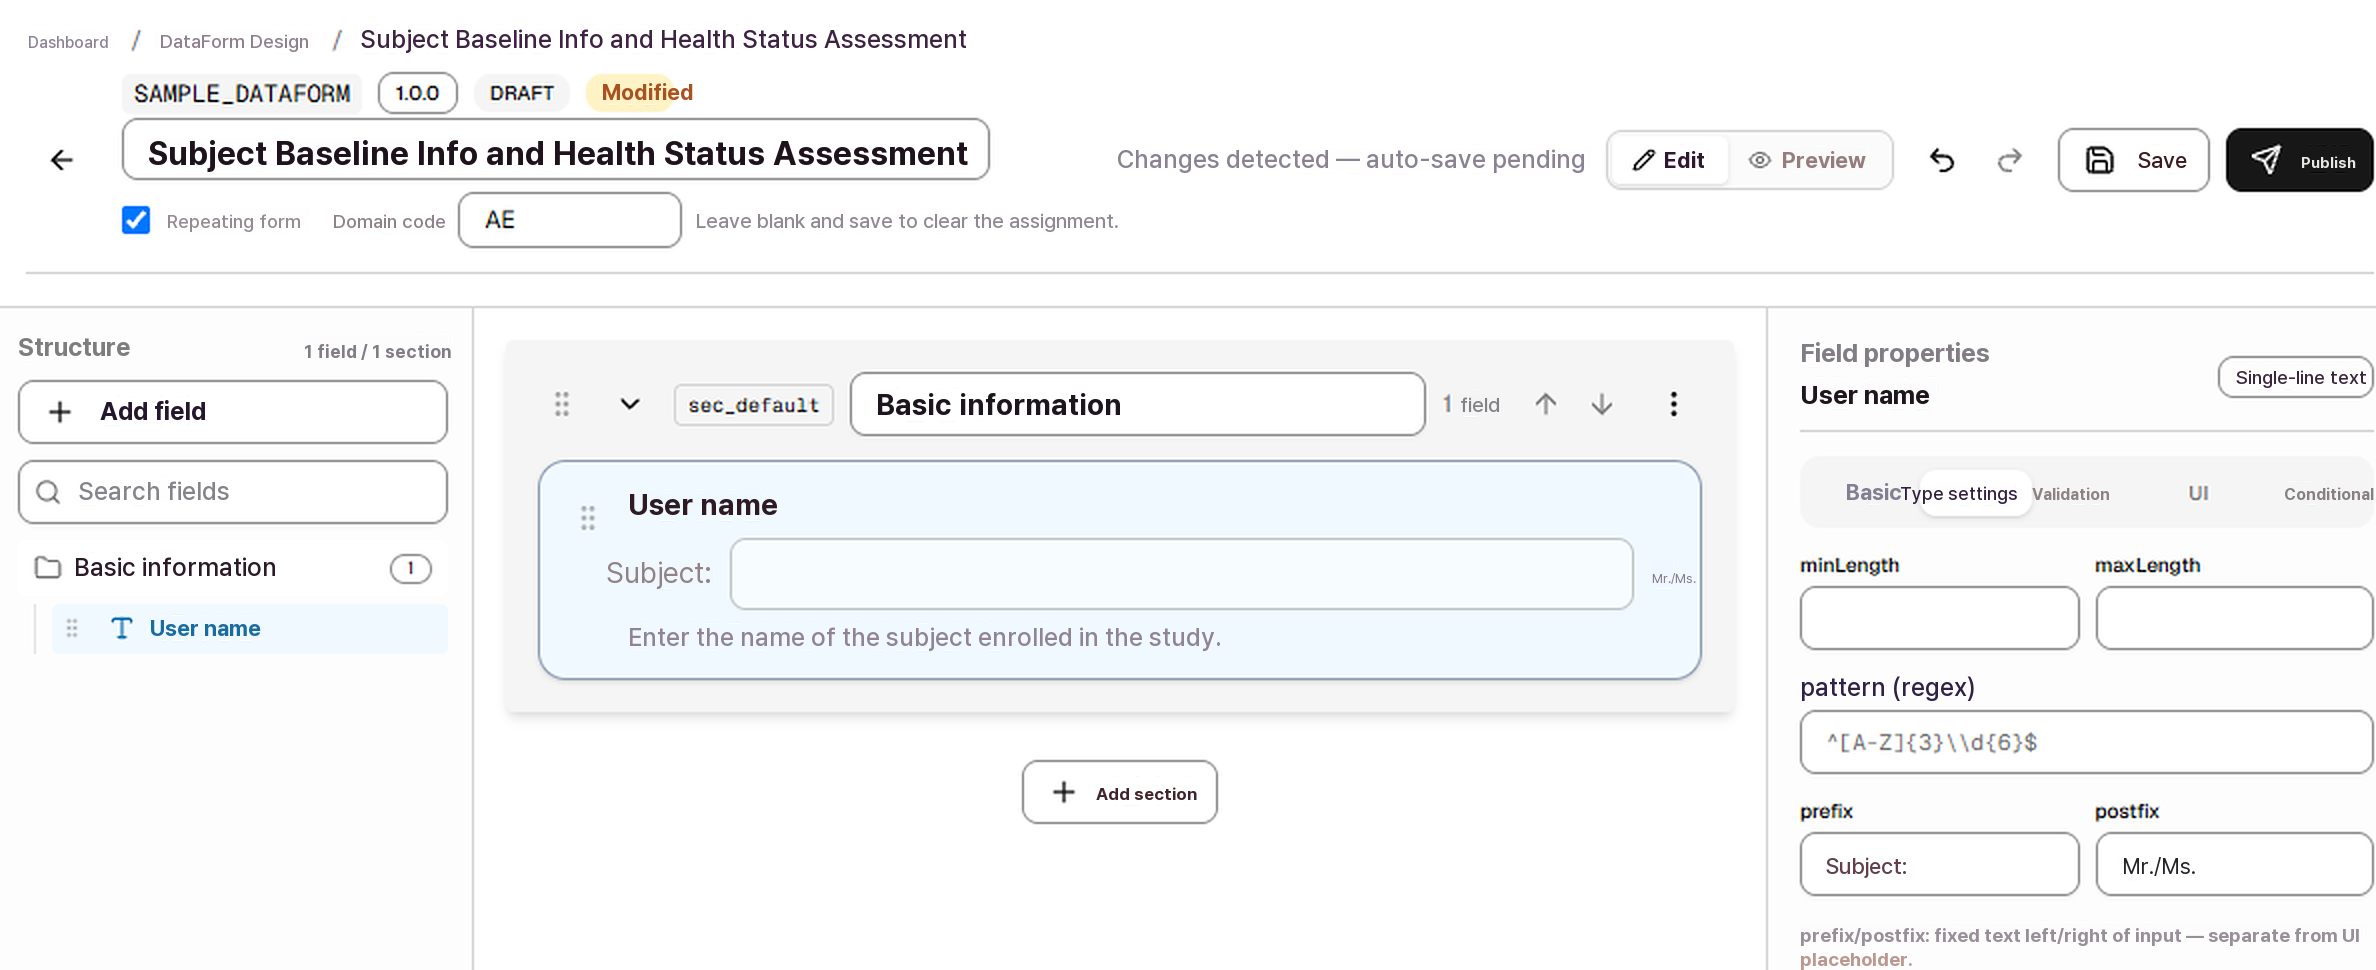 Dashboard / DataForm Design / Subject Baseline Info and Health Status Assessment
SAMPLE_DATAFORM 1.0.0 DRAFT Modified
Subject Baseline Info and Health Status Assessment
Changes detected — auto-save pending Edit Preview Save Publish
Repeating form Domain code AE Leave blank and save to clear the assignment.
Structure 1 field / 1 section
Add field
Search fields
Basic information 1
User name
sec_default Basic information 1 field
User name
Subject: Mr./Ms.
Enter the name of the subject enrolled in the study.
Add section
Field properties
User name
Single-line text
Basic Type settings Validation UI Conditional
minLength maxLength
pattern (regex)
^[A-Z]{3}\\d{6}$
prefix postfix
Subject: Mr./Ms.
prefix/postfix: fixed text left/right of input — separate from UI
placeholder.